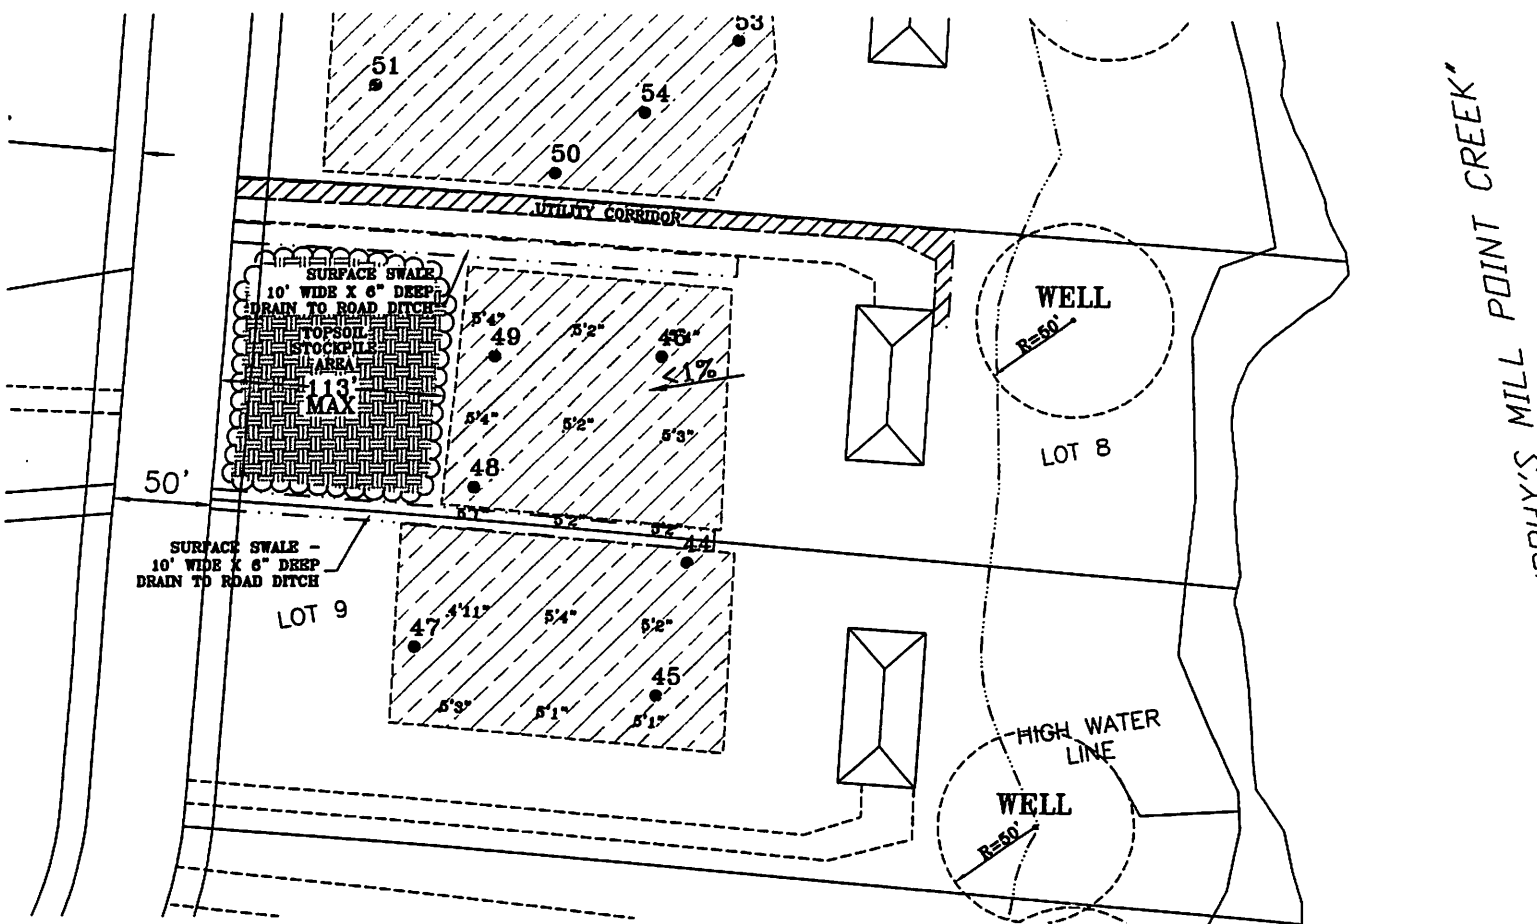 53
51
54
50
UTILITY CORRIDOR
SURFACE SWALE
10' WIDE X 6" DEEP
DRAIN TO ROAD DITCH
TOPSOIL
STOCKPILE
AREA
113'
MAX
5'4"
49
5'2"
46
<1%
5'4"
5'2"
5'3"
48
5'2"
5'2"
WELL
R=50'
LOT 8
50'
SURFACE SWALE -
10' WIDE X 6" DEEP
DRAIN TO ROAD DITCH
LOT 9
44
47
4'11"
5'4"
5'2"
45
5'3"
5'1"
5'1"
HIGH WATER
LINE
WELL
R=50'
MILL POINT CREEK"